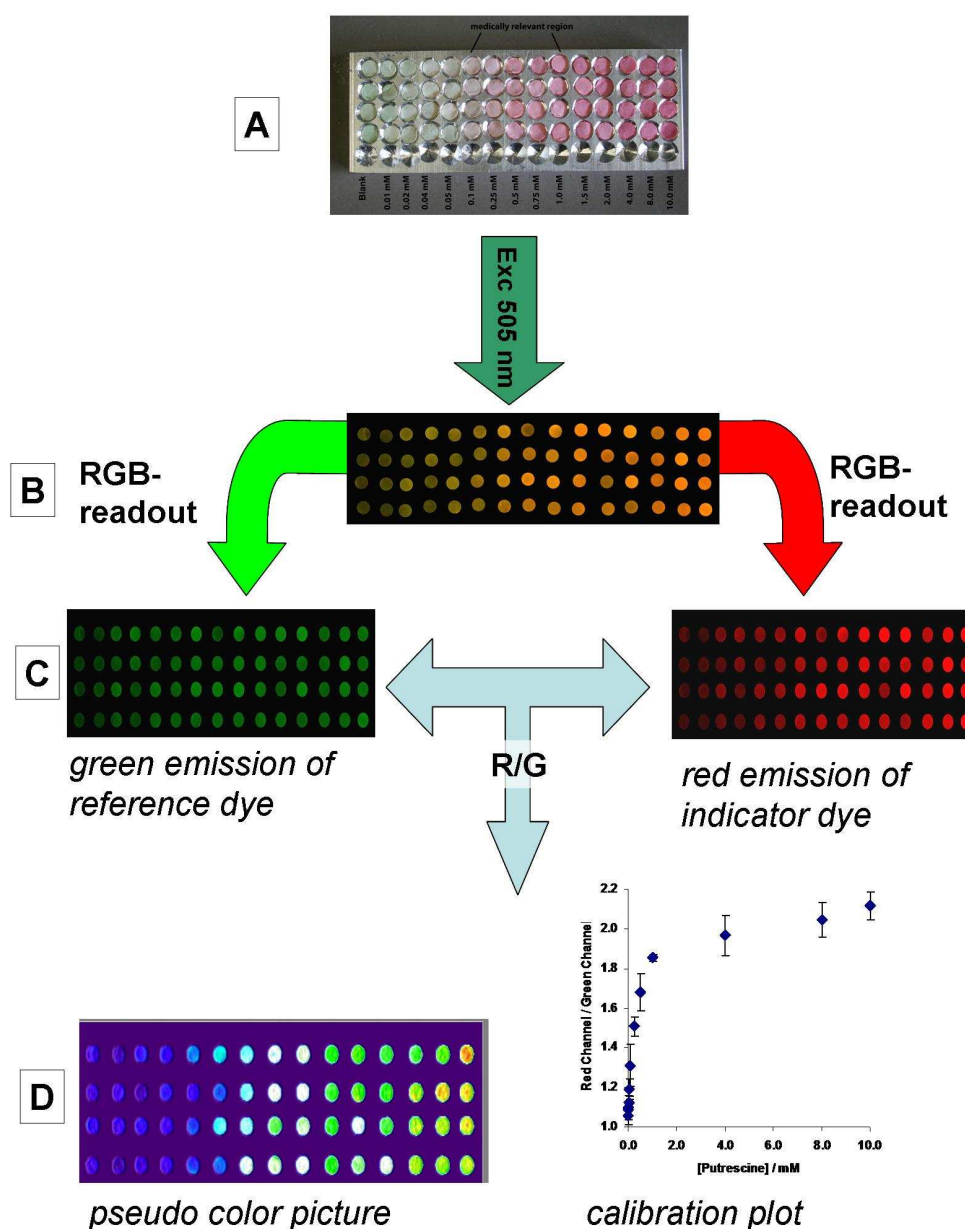 medically relevant region
A
Blank
0.01 mM
0.02 mM
0.04 mM
0.05 mM
0.1 mM
0.25 mM
0.5 mM
0.75 mM
1.0 mM
1.5 mM
2.0 mM
4.0 mM
8.0 mM
10.0 mM
Exc 505 nm
B
RGB-
readout
RGB-
readout
C
green emission of
reference dye
R/G
red emission of
indicator dye
D
pseudo color picture
Red Channel / Green Channel
2.2
2.0
1.8
1.6
1.4
1.2
1.0
0.0
2.0
4.0
6.0
8.0
10.0
[Putrescine] / mM
calibration plot